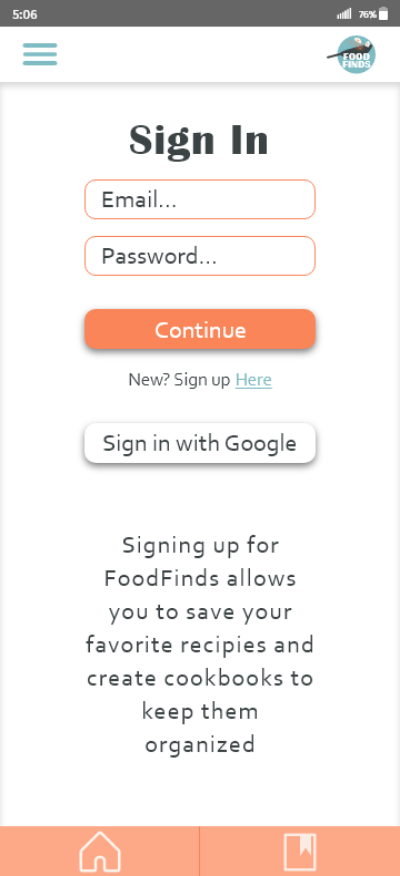 5:06 76%
FOOD
FINDS
Sign In
Email...
Password...
Continue
New? Sign up Here
Sign in with Google
Signing up for
FoodFinds allows
you to save your
favorite recipies and
create cookbooks to
keep them
organized